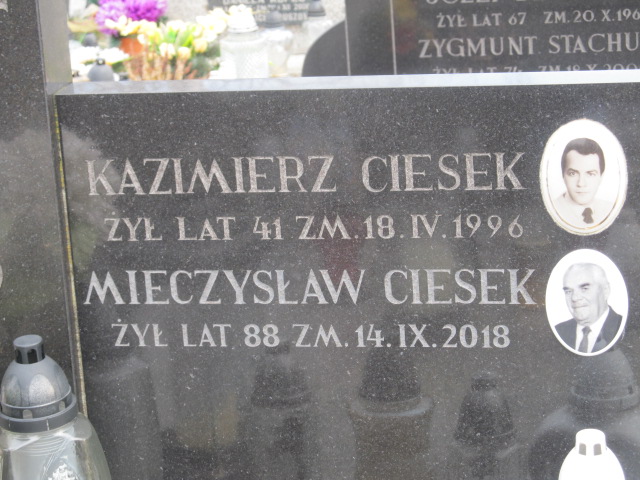 ŻYŁ LAT 67 ZM. 20. X. 196
ZYGMUNT STACHU
KAZIMIERZ CIESEK
ŻYŁ LAT 41 ZM. 18. IV. 1996
MIECZYSŁAW CIESEK
ŻYŁ LAT 88 ZM. 14. IX. 2018